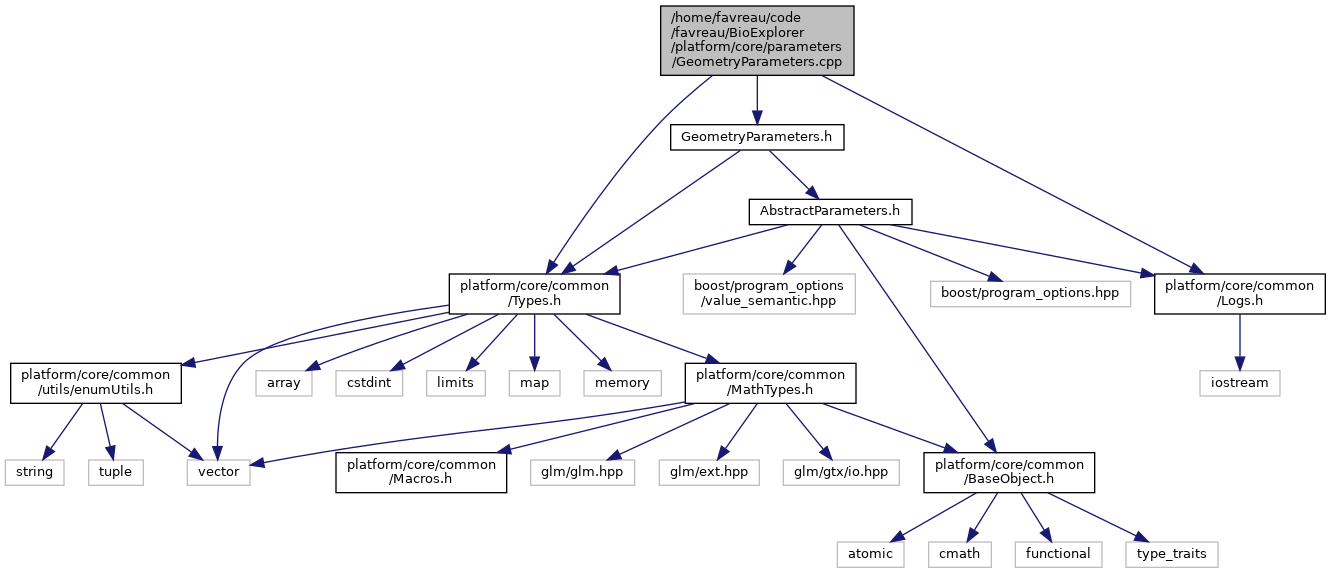 /home/favreau/code
/favreau/BioExplorer
/platform/core/parameters
/GeometryParameters.cpp
GeometryParameters.h
AbstractParameters.h
platform/core/common
/Types.h
boost/program_options
/value_semantic.hpp
boost/program_options.hpp
platform/core/common
/Logs.h
platform/core/common
/utils/enumUtils.h
array
cstdint
limits
map
memory
platform/core/common
/MathTypes.h
iostream
string
tuple
vector
platform/core/common
/Macros.h
glm/glm.hpp
glm/ext.hpp
glm/gtx/io.hpp
platform/core/common
/BaseObject.h
atomic
cmath
functional
type_traits